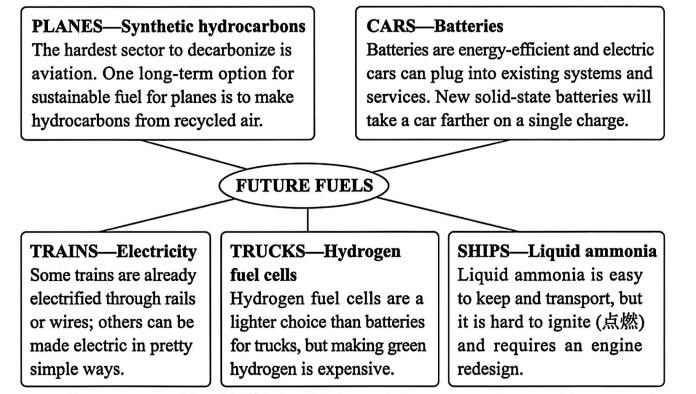 PLANES—Synthetic hydrocarbons
The hardest sector to decarbonize is
aviation. One long-term option for
sustainable fuel for planes is to make
hydrocarbons from recycled air.
CARS—Batteries
Batteries are energy-efficient and electric
cars can plug into existing systems and
services. New solid-state batteries will
take a car farther on a single charge.
FUTURE FUELS
TRAINS—Electricity
Some trains are already
electrified through rails
or wires; others can be
made electric in pretty
simple ways.
TRUCKS—Hydrogen
fuel cells
Hydrogen fuel cells are a
lighter choice than batteries
for trucks, but making green
hydrogen is expensive.
SHIPS—Liquid ammonia
Liquid ammonia is easy
to keep and transport, but
it is hard to ignite (点燃)
and requires an engine
redesign.